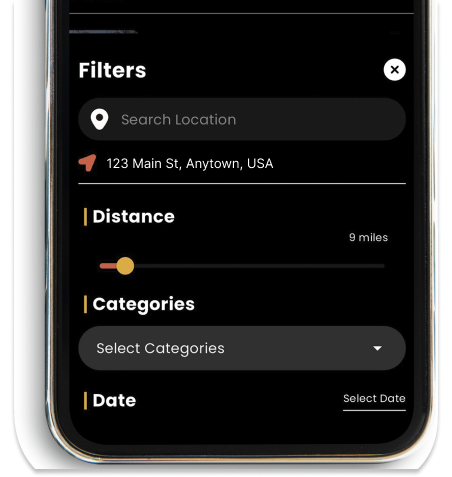 Filters
Search Location
123 Main St, Anytown, USA
Distance
9 miles
Categories
Select Categories
Date
Select Date